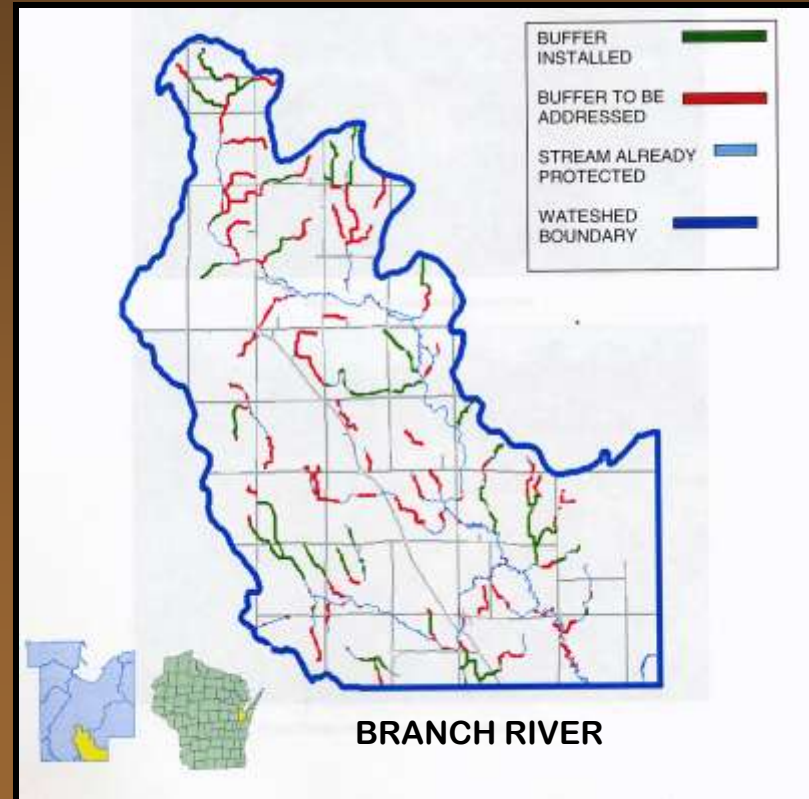 BUFFER
INSTALLED
BUFFER TO BE
ADDRESSED
STREAM ALREADY
PROTECTED
WATESHED
BOUNDARY
BRANCH RIVER